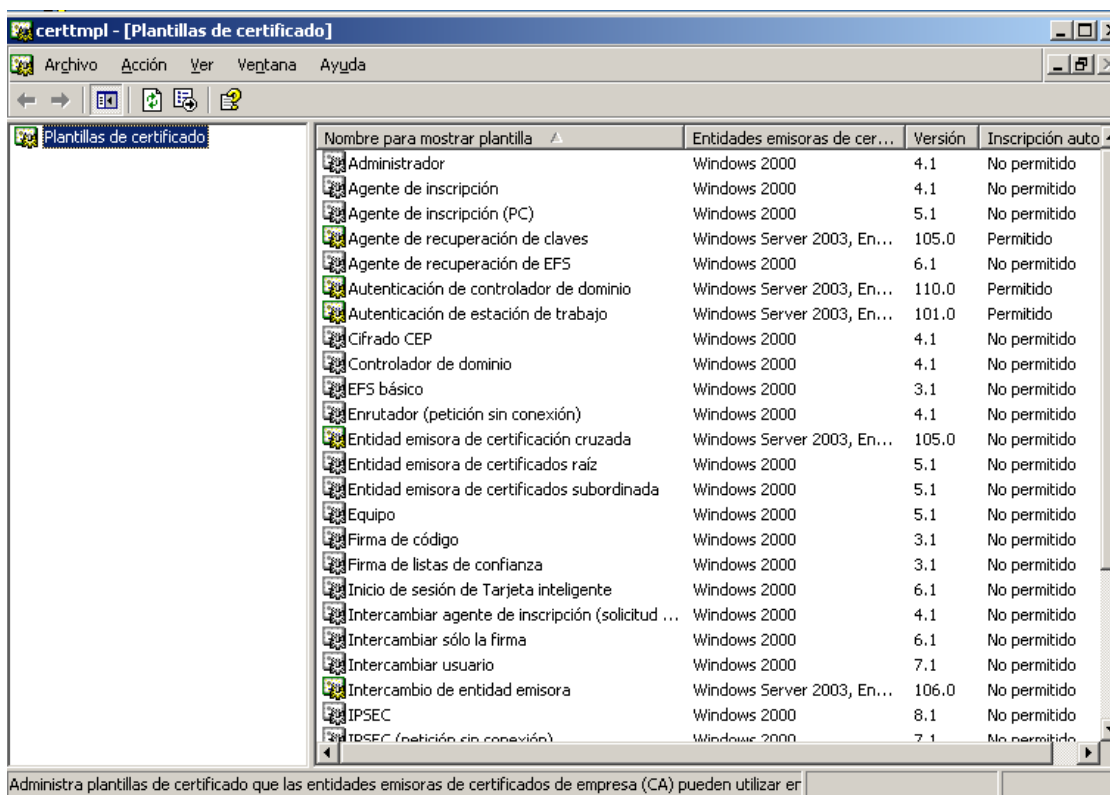 certtmpl - [Plantillas de certificado]
Archivo Acción Ver Ventana Ayuda
Plantillas de certificado
Nombre para mostrar plantilla Entidades emisoras de cer... Versión Inscripción auto
Administrador Windows 2000 4.1 No permitido
Agente de inscripción Windows 2000 4.1 No permitido
Agente de inscripción (PC) Windows 2000 5.1 No permitido
Agente de recuperación de claves Windows Server 2003, En... 105.0 Permitido
Agente de recuperación de EFS Windows 2000 6.1 No permitido
Autenticación de controlador de dominio Windows Server 2003, En... 110.0 Permitido
Autenticación de estación de trabajo Windows Server 2003, En... 101.0 Permitido
Cifrado CEP Windows 2000 4.1 No permitido
Controlador de dominio Windows 2000 4.1 No permitido
EFS básico Windows 2000 3.1 No permitido
Enrutador (petición sin conexión) Windows 2000 4.1 No permitido
Entidad emisora de certificación cruzada Windows Server 2003, En... 105.0 No permitido
Entidad emisora de certificados raíz Windows 2000 5.1 No permitido
Entidad emisora de certificados subordinada Windows 2000 5.1 No permitido
Equipo Windows 2000 5.1 No permitido
Firma de código Windows 2000 3.1 No permitido
Firma de listas de confianza Windows 2000 3.1 No permitido
Inicio de sesión de Tarjeta inteligente Windows 2000 6.1 No permitido
Intercambiar agente de inscripción (solicitud ... Windows 2000 4.1 No permitido
Intercambiar sólo la firma Windows 2000 6.1 No permitido
Intercambiar usuario Windows 2000 7.1 No permitido
Intercambio de entidad emisora Windows Server 2003, En... 106.0 No permitido
IPSEC Windows 2000 8.1 No permitido
IPSEC (petición sin conexión) Windows 2000 7.1 No permitido
Administra plantillas de certificado que las entidades emisoras de certificados de empresa (CA) pueden utilizar er